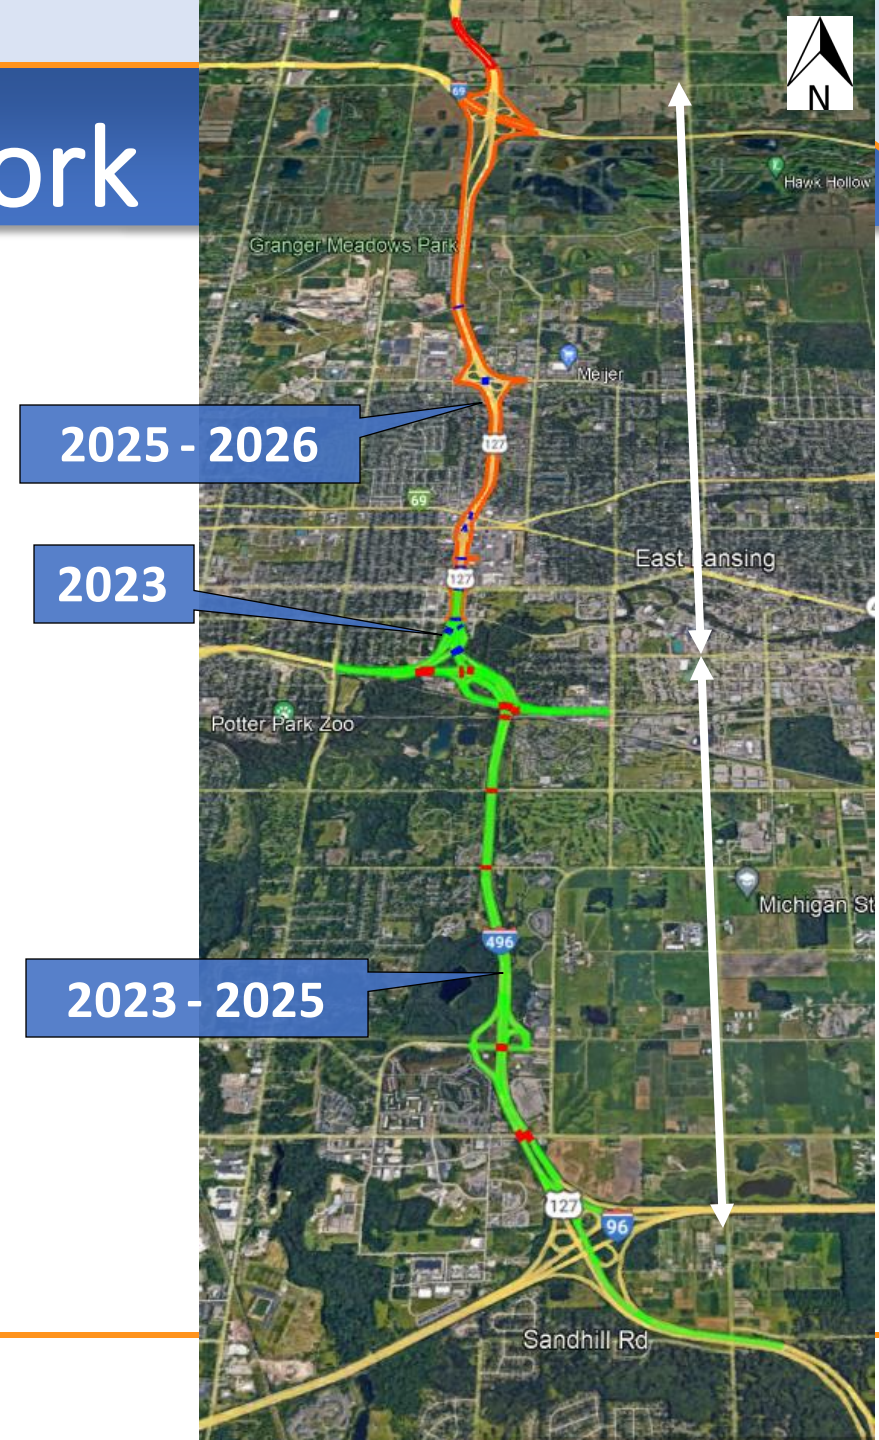 ork
N
69
Hawk Hollow
Granger Meadows Park
Meijer
2025 - 2026
127
69
East Lansing
2023
127
4
Potter Park Zoo
Michigan St
496
2023 - 2025
127
96
Sandhill Rd